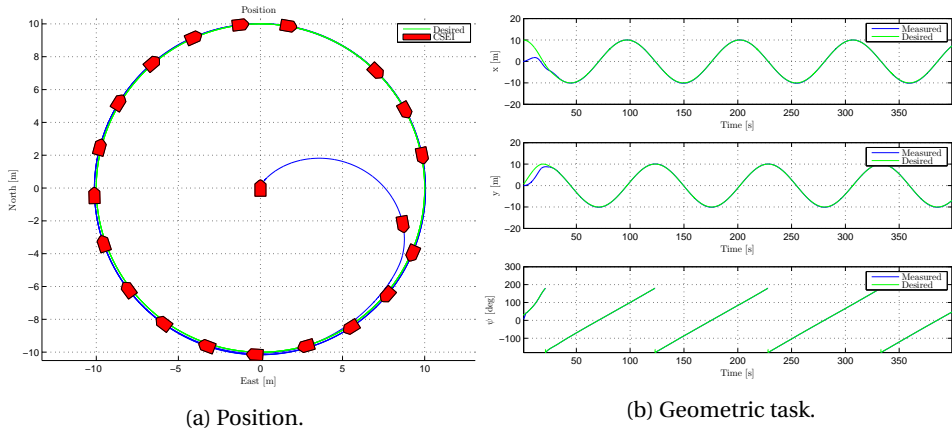 Position
Desired
CSEI
10
8
6
4
2
0
−2
−4
−6
−8
−10
North [m]
−10 −5 0 5 10
East [m]
(a) Position.
20
10
0
−10
−20
x [m]
Measured
Desired
50 100 150 200 250 300 350
Time [s]
20
10
0
−10
−20
y [m]
Measured
Desired
50 100 150 200 250 300 350
Time [s]
300
200
100
0
−100
ψ [deg]
Measured
Desired
50 100 150 200 250 300 350
Time [s]
(b) Geometric task.